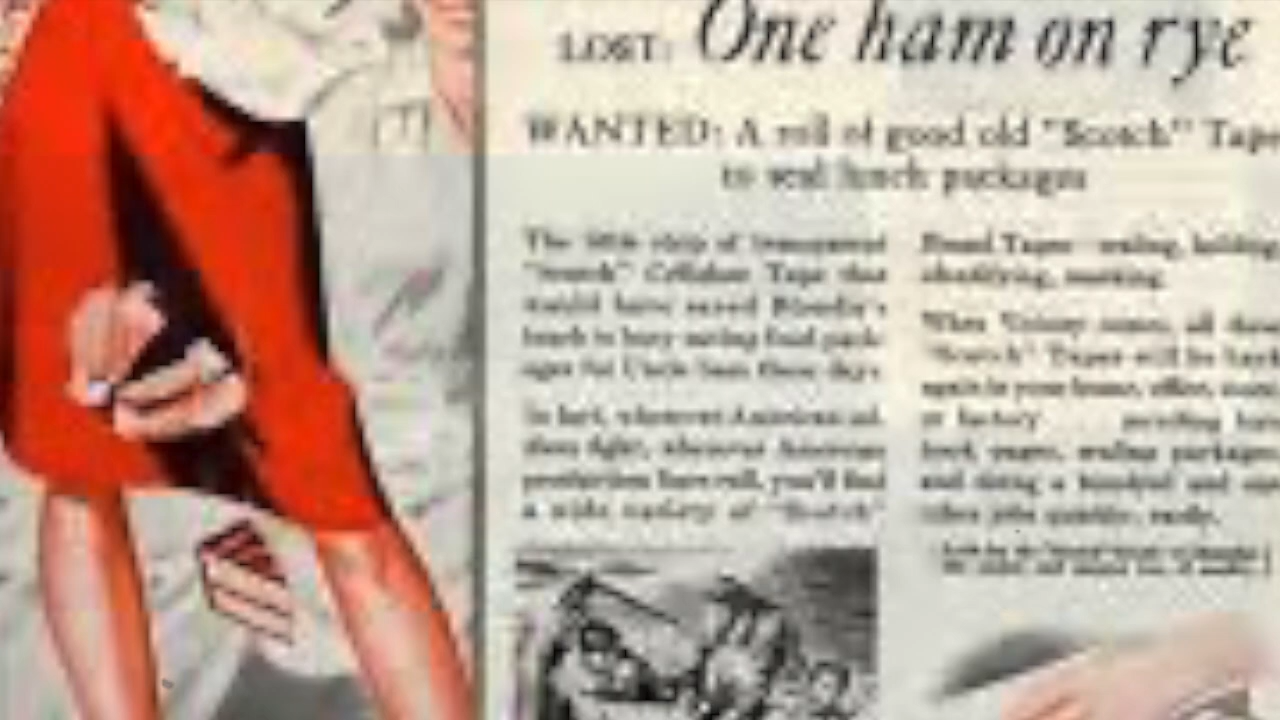 LOST: One ham on rye
WANTED: A roll of good old "Scotch" Tape
to seal lunch packages
The little strip of transparent
"Scotch" Cellulose Tape that
would have saved Blondie's
lunch is busy sealing food pack-
ages for Uncle Sam these days.
In fact, wherever American sol-
diers fight, wherever American
production lines roll, you'll find
a wide variety of "Scotch"
Brand Tapes sealing, holding,
identifying, masking.
When Victory comes, all these
"Scotch" Tapes will be back
again in your home, office, store
or factory
book pages, sealing packages,
and doing a hundred and one
other jobs quickly, easily.